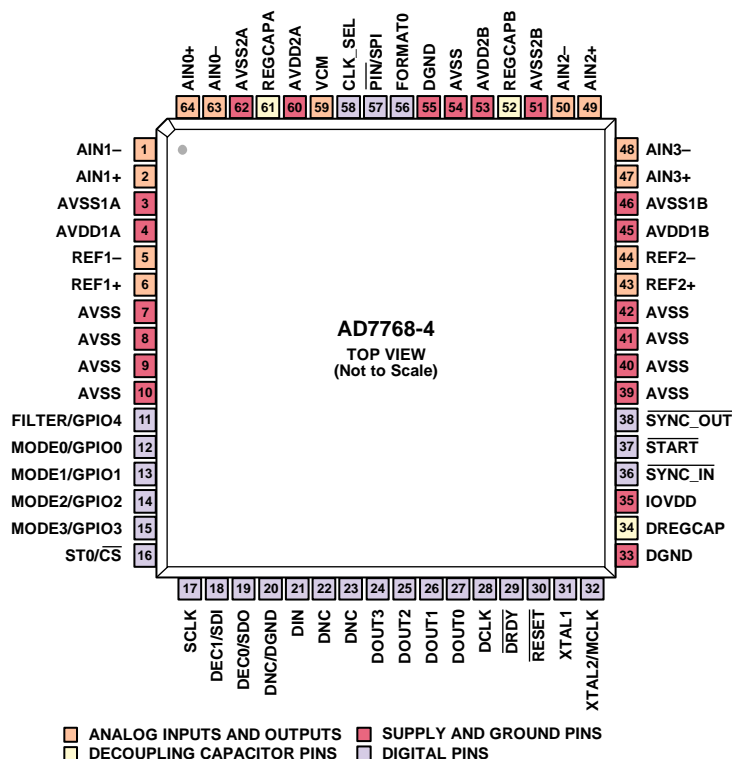 AIN0+
AIN0–
AVSS2A
REGCAPA
AVDD2A
VCM
CLK_SEL
PIN/SPI
FORMAT0
DGND
AVSS
AVDD2B
REGCAPB
AVSS2B
AIN2–
AIN2+
64 63 62 61 60 59 58 57 56 55 54 53 52 51 50 49
AIN1– 1
AIN1+ 2
AVSS1A 3
AVDD1A 4
REF1– 5
REF1+ 6
AVSS 7
AVSS 8
AVSS 9
AVSS 10
FILTER/GPIO4 11
MODE0/GPIO0 12
MODE1/GPIO1 13
MODE2/GPIO2 14
MODE3/GPIO3 15
ST0/CS 16
AD7768-4
TOP VIEW
(Not to Scale)
48 AIN3–
47 AIN3+
46 AVSS1B
45 AVDD1B
44 REF2–
43 REF2+
42 AVSS
41 AVSS
40 AVSS
39 AVSS
38 SYNC_OUT
37 START
36 SYNC_IN
35 IOVDD
34 DREGCAP
33 DGND
17 18 19 20 21 22 23 24 25 26 27 28 29 30 31 32
SCLK
DEC1/SDI
DEC0/SDO
DNC/DGND
DIN
DNC
DNC
DOUT3
DOUT2
DOUT1
DOUT0
DCLK
DRDY
RESET
XTAL1
XTAL2/MCLK
ANALOG INPUTS AND OUTPUTS
SUPPLY AND GROUND PINS
DECOUPLING CAPACITOR PINS
DIGITAL PINS